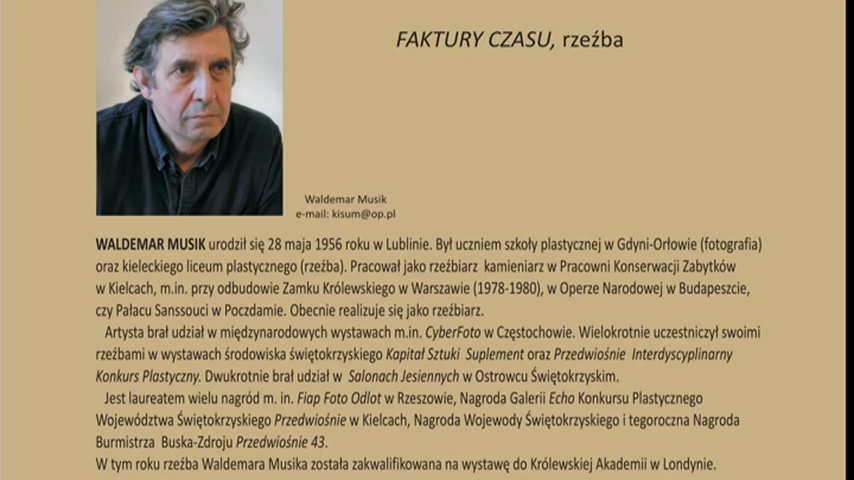 FAKTURY CZASU, rzeźba
Waldemar Musik
e-mail: kisum@op.pl
WALDEMAR MUSIK urodził się 28 maja 1956 roku w Lublinie. Był uczniem szkoły plastycznej w Gdyni-Orłowie (fotografia)
oraz kieleckiego liceum plastycznego (rzeźba). Pracował jako rzeźbiarz kamieniarz w Pracowni Konserwacji Zabytków
w Kielcach, m.in. przy odbudowie Zamku Królewskiego w Warszawie (1978-1980), w Operze Narodowej w Budapeszcie,
czy Pałacu Sanssouci w Poczdamie. Obecnie realizuje się jako rzeźbiarz.
Artysta brał udział w międzynarodowych wystawach m.in. CyberFoto w Częstochowie. Wielokrotnie uczestniczył swoimi
rzeźbami w wystawach środowiska świętokrzyskiego Kapitał Sztuki Suplement oraz Przedwiośnie Interdyscyplinarny
Konkurs Plastyczny. Dwukrotnie brał udział w Salonach Jesiennych w Ostrowcu Świętokrzyskim.
Jest laureatem wielu nagród m. in. Fiap Foto Odlot w Rzeszowie, Nagroda Galerii Echo Konkursu Plastycznego
Województwa Świętokrzyskiego Przedwiośnie w Kielcach, Nagroda Wojewody Świętokrzyskiego i tegoroczna Nagroda
Burmistrza Buska-Zdroju Przedwiośnie 43.
W tym roku rzeźba Waldemara Musika została zakwalifikowana na wystawę do Królewskiej Akademii w Londynie.